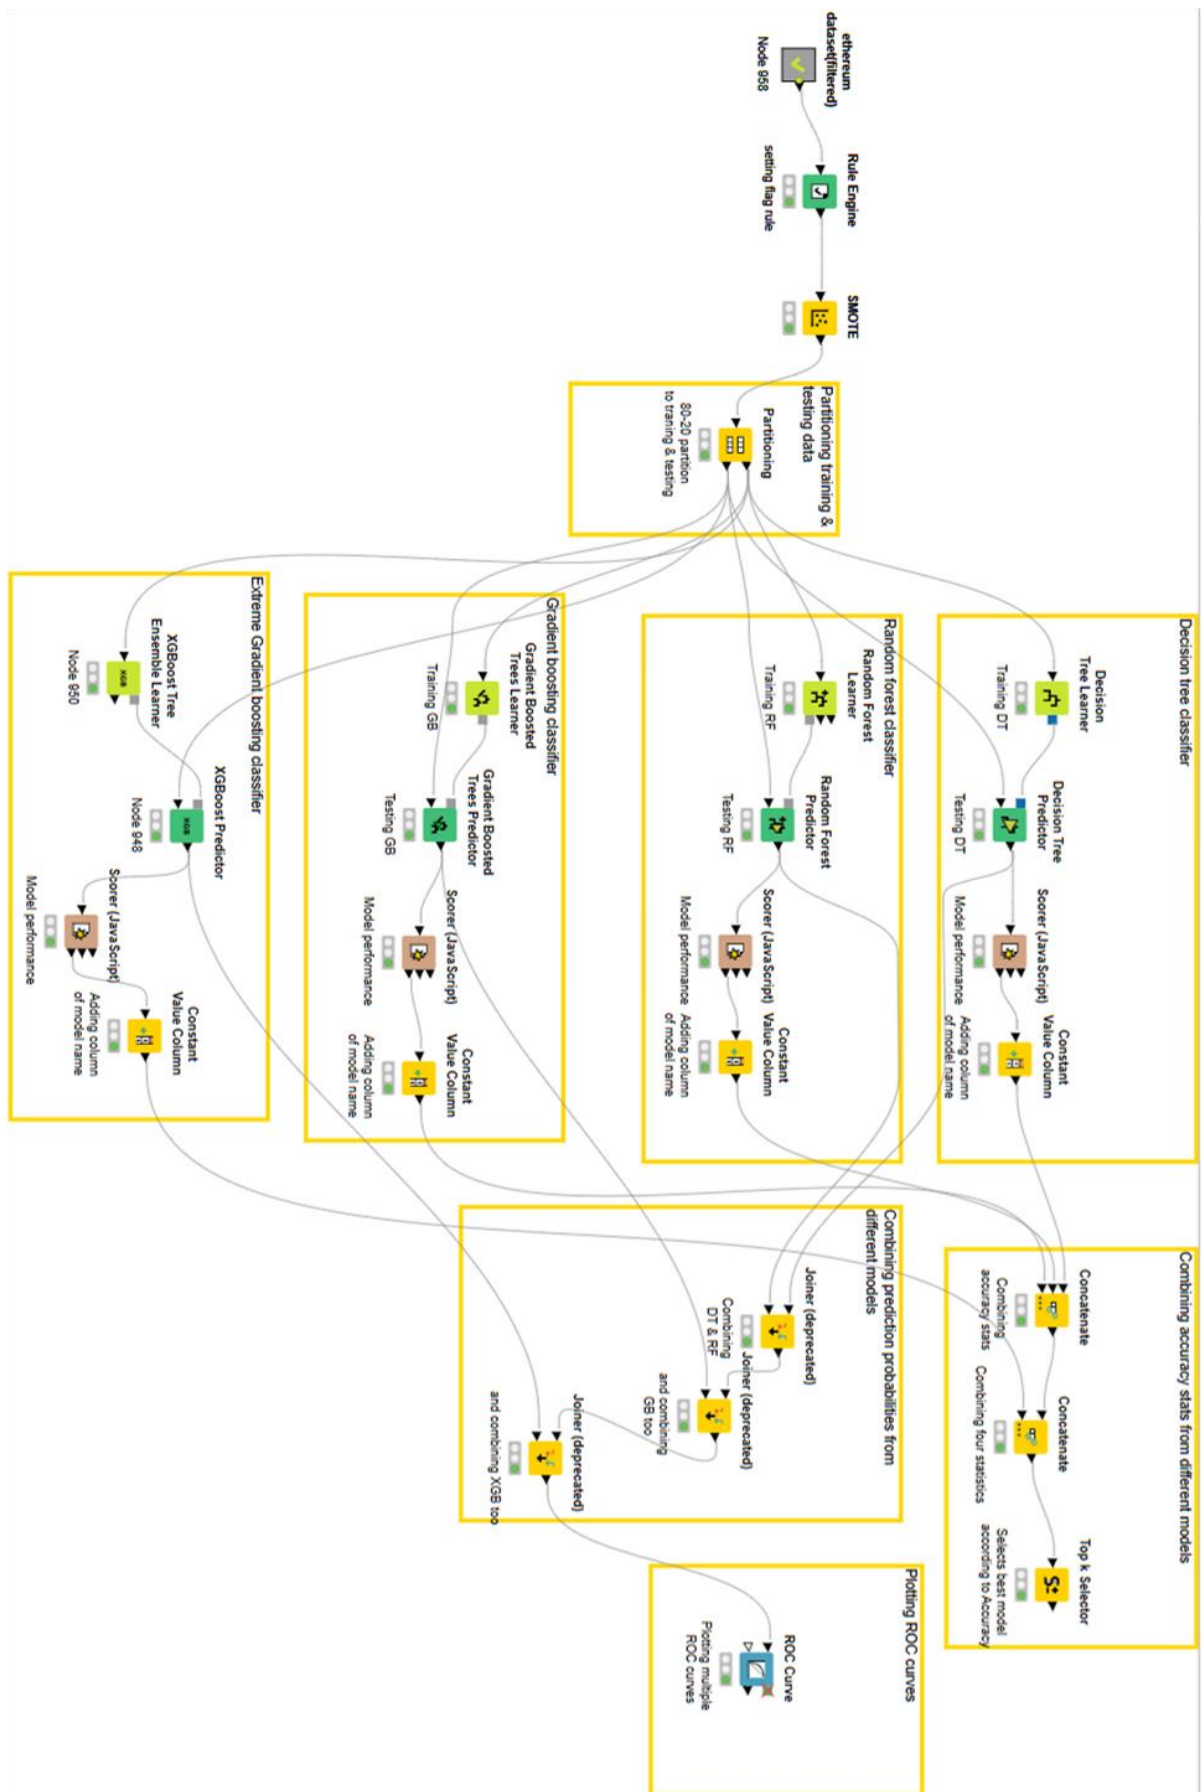 ethereum
dataset(filtered)
Node 958
Rule Engine
setting flag rule
SMOTE
Partitioning training &
testing data
Partitioning
80-20 partition
to traning & testing
Decision tree classifier
Decision
Tree Learner
Training DT
Decision Tree
Predictor
Testing DT
Scorer (JavaScript)
Model performance
Constant
Value Column
Adding column
of model name
Random forest classifier
Random Forest
Learner
Training RF
Random Forest
Predictor
Testing RF
Scorer (JavaScript)
Model performance
Constant
Value Column
Adding column
of model name
Gradient boosting classifier
Gradient Boosted
Trees Learner
Training GB
Gradient Boosted
Trees Predictor
Testing GB
Scorer (JavaScript)
Model performance
Constant
Value Column
Adding column
of model name
Extreme Gradient boosting classifier
XGBoost Tree
Ensemble Learner
XGB
Node 950
XGBoost Predictor
XGB
Node 948
Scorer (JavaScript)
Model performance
Constant
Value Column
Adding column
of model name
Combining accuracy stats from different models
Concatenate
Combining
accuracy stats
Concatenate
Combining four statistics
Top k Selector
Selects best model
according to Accuracy
Combining prediction probabilities from
different models
Joiner (deprecated)
Combining
DT & RF
Joiner (deprecated)
and combining
GB too
Joiner (deprecated)
and combining XGB too
Plotting ROC curves
ROC Curve
Plotting multiple
ROC curves